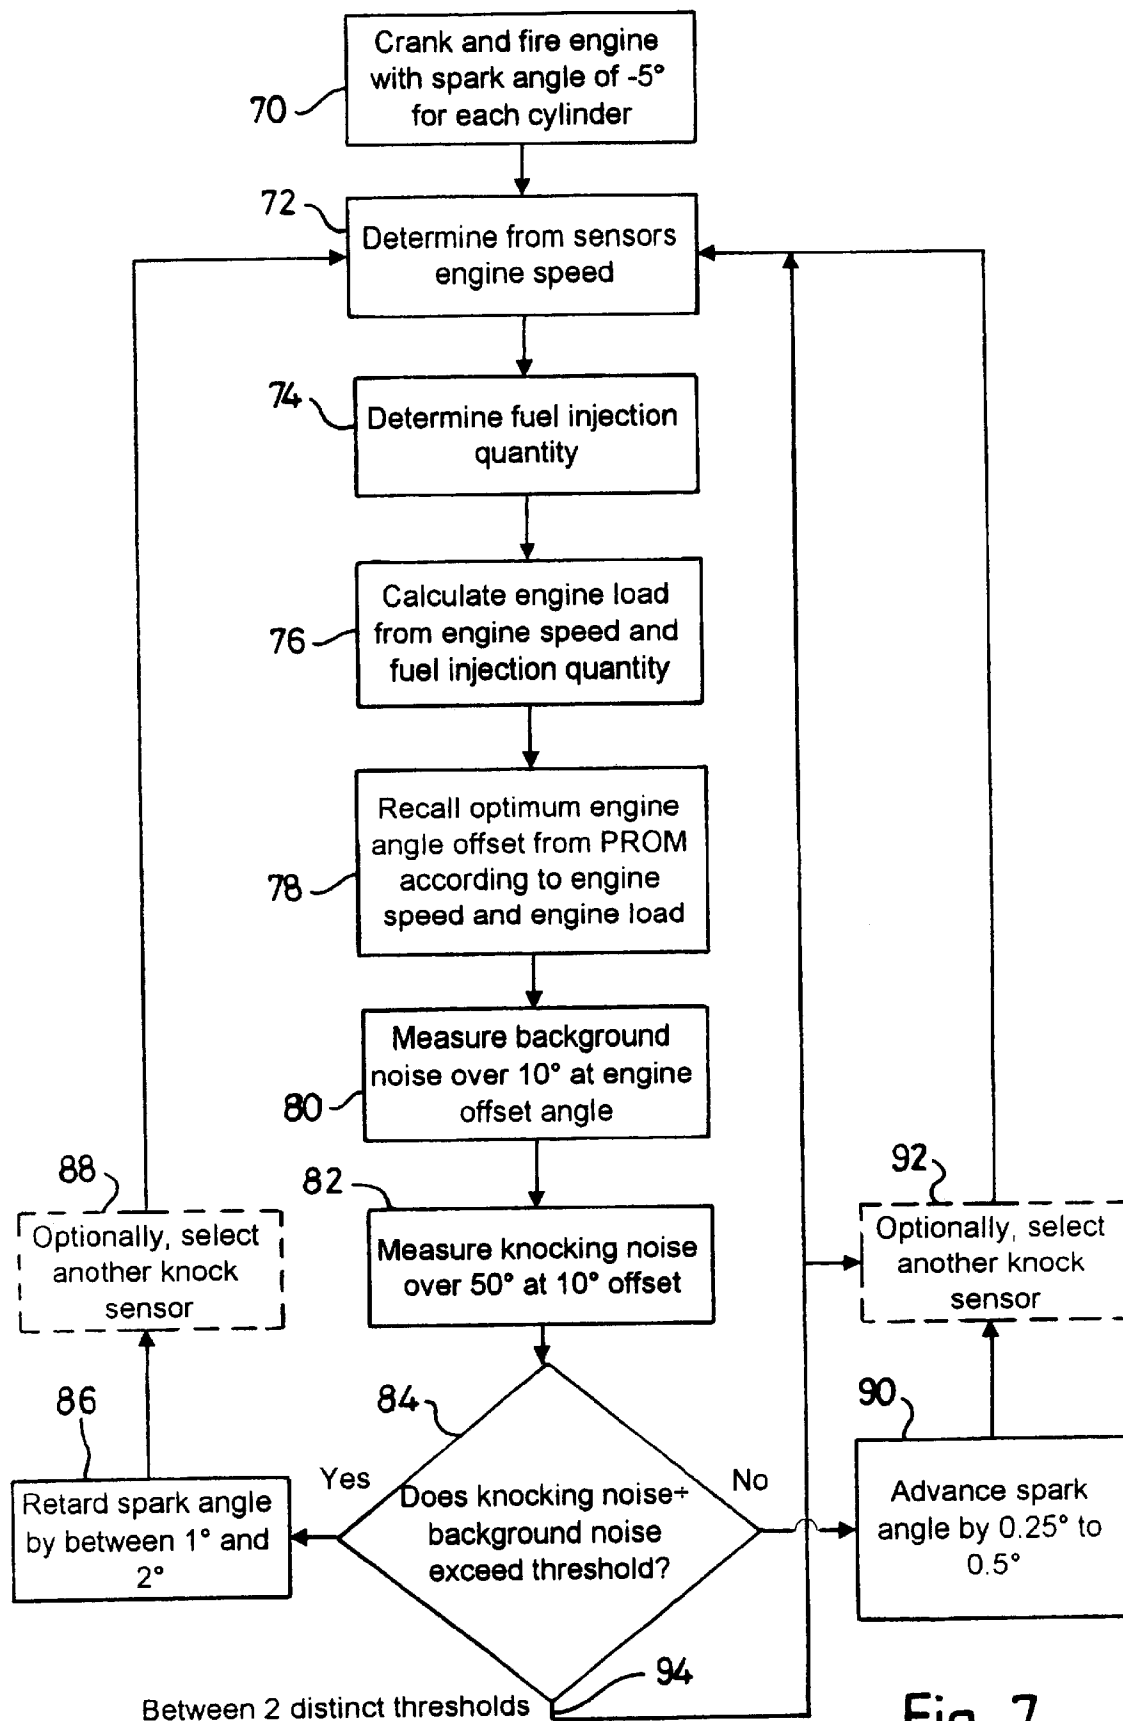 Crank and fire engine
with spark angle of -5°
for each cylinder
70
72
Determine from sensors
engine speed
74
Determine fuel injection
quantity
76
Calculate engine load
from engine speed and
fuel injection quantity
78
Recall optimum engine
angle offset from PROM
according to engine
speed and engine load
80
Measure background
noise over 10° at engine
offset angle
88
Optionally, select
another knock
sensor
82
Measure knocking noise
over 50° at 10° offset
92
Optionally, select
another knock
sensor
86
Retard spark angle
by between 1° and
2°
84
Yes
No
Does knocking noise÷
background noise
exceed threshold?
90
Advance spark
angle by 0.25° to
0.5°
94
Between 2 distinct thresholds
Fig. 7